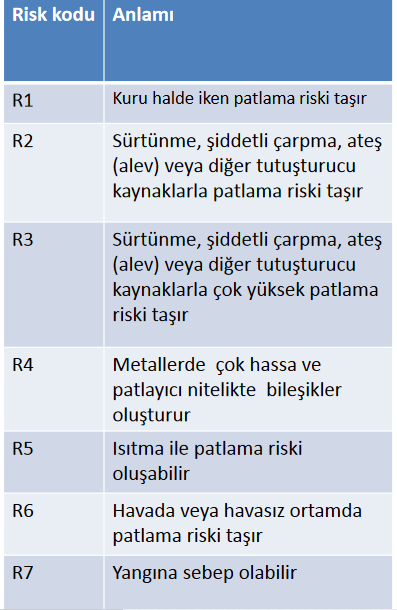 Risk kodu Anlamı
R1 Kuru halde iken patlama riski taşır
R2 Sürtünme, şiddetli çarpma, ateş
(alev) veya diğer tutuşturucu
kaynaklarla patlama riski taşır
R3 Sürtünme, şiddetli çarpma, ateş
(alev) veya diğer tutuşturucu
kaynaklarla çok yüksek patlama
riski taşır
R4 Metallerde çok hassa ve
patlayıcı nitelikte bileşikler
oluşturur
R5 Isıtma ile patlama riski
oluşabilir
R6 Havada veya havasız ortamda
patlama riski taşır
R7 Yangına sebep olabilir